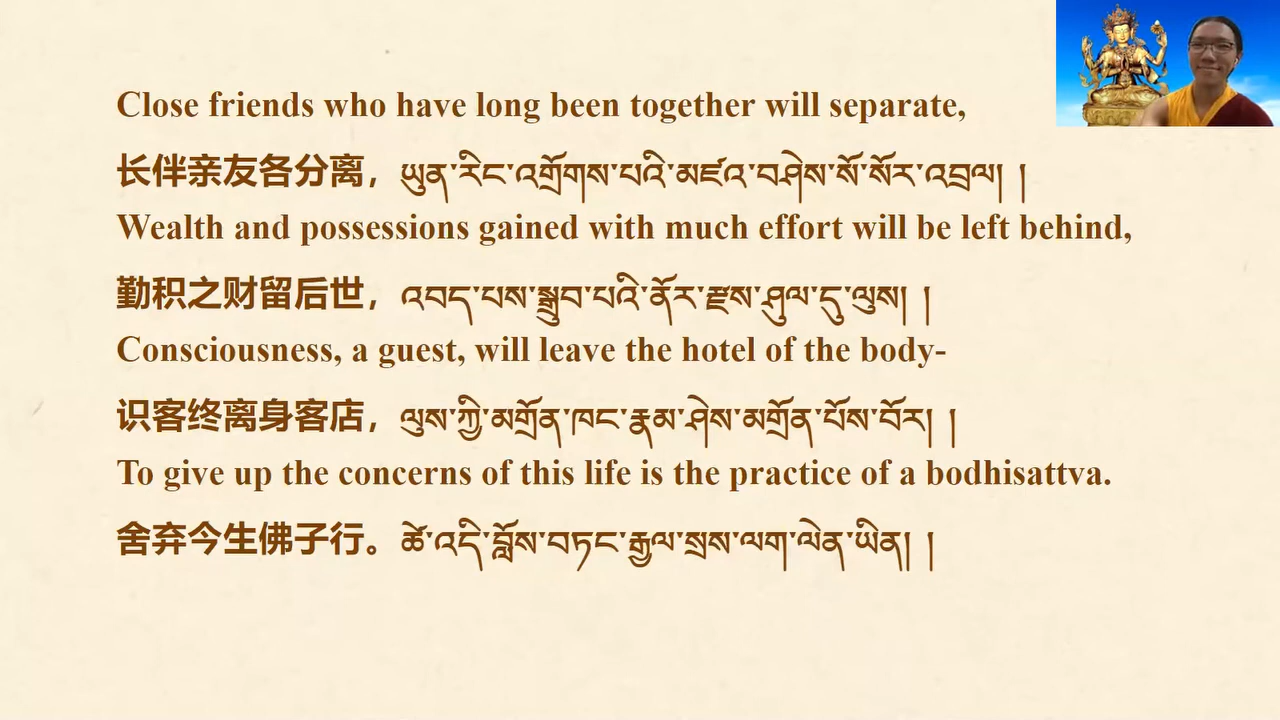 Close friends who have long been together will separate,
长伴亲友各分离，ཡུན་རིང་འགྲོགས་པའི་མཛའ་བཤེས་སོ་སོར་འབྲལ། །
Wealth and possessions gained with much effort will be left behind,
勤积之财留后世，འབད་པས་སྒྲུབ་པའི་ནོར་རྫས་ཤུལ་དུ་ལུས། །
Consciousness, a guest, will leave the hotel of the body-
识客终离身客店，ལུས་ཀྱི་མགྲོན་ཁང་རྣམ་ཤེས་མགྲོན་པོས་བོར། །
To give up the concerns of this life is the practice of a bodhisattva.
舍弃今生佛子行。ཚེ་འདི་བློས་བཏང་རྒྱལ་སྲས་ལག་ལེན་ཡིན། །